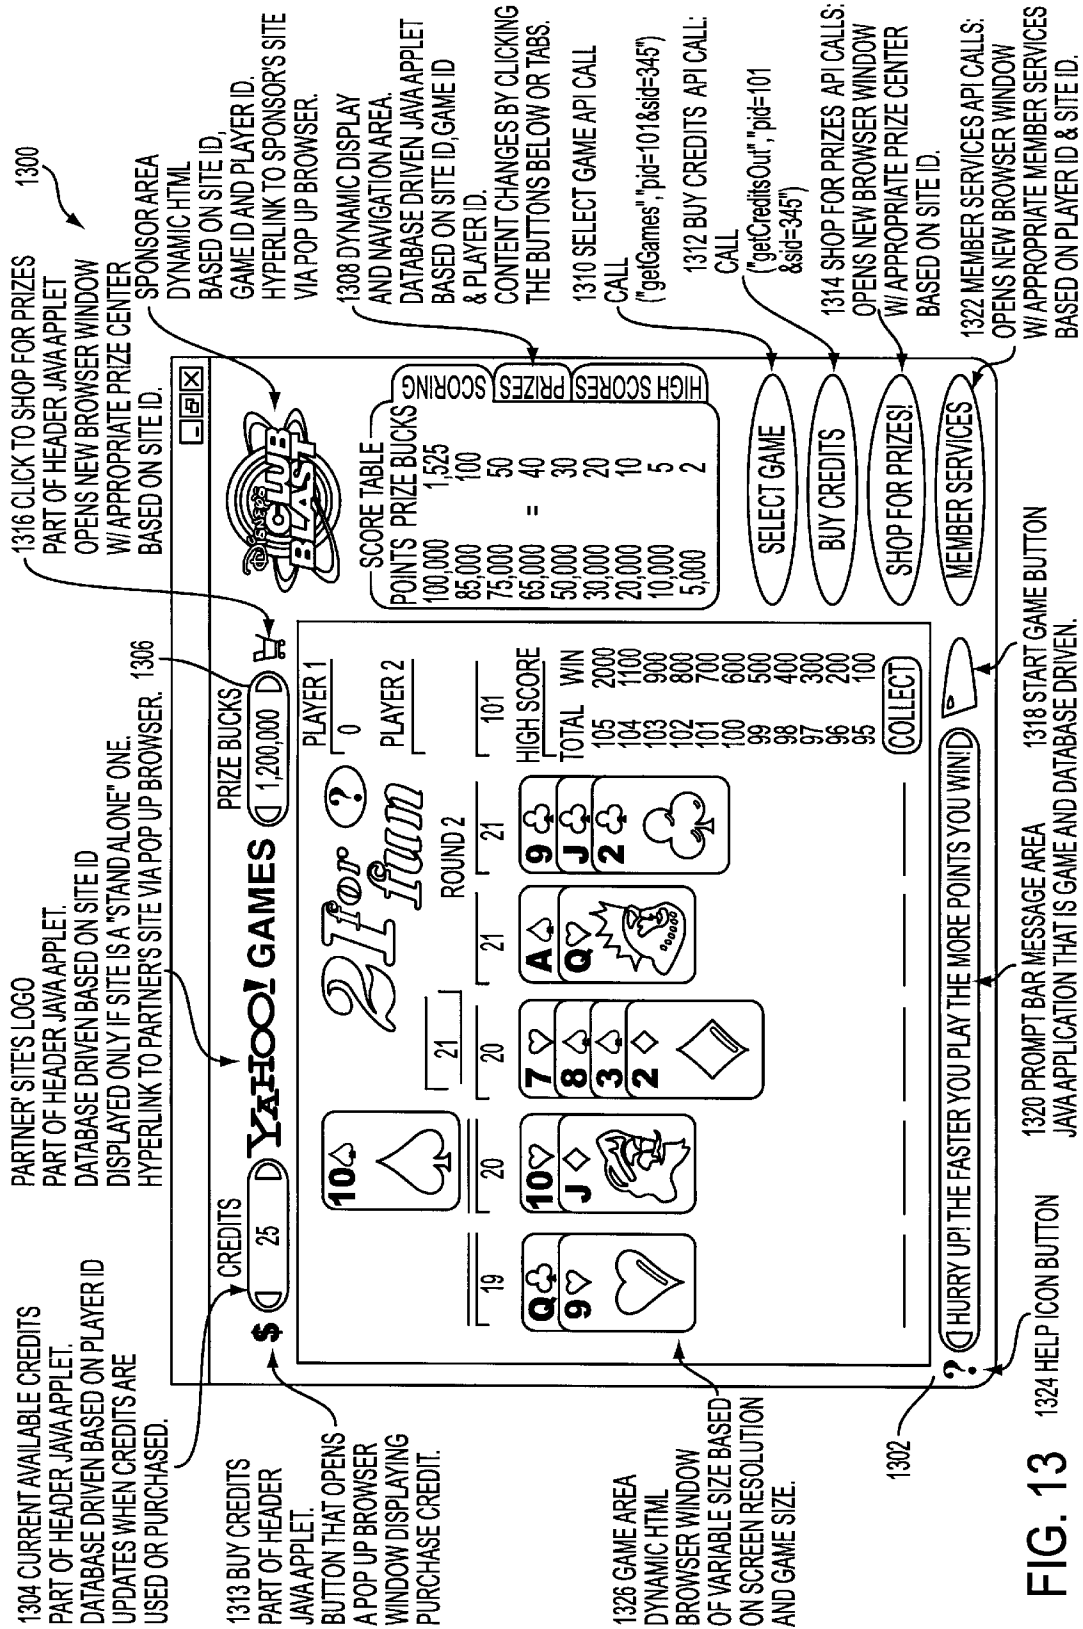 1304 CURRENT AVAILABLE CREDITS
PART OF HEADER JAVA APPLET.
DATABASE DRIVEN BASED ON PLAYER ID
UPDATES WHEN CREDITS ARE
USED OR PURCHASED.
PARTNER' SITE'S LOGO
PART OF HEADER JAVA APPLET.
DATABASE DRIVEN BASED ON SITE ID
DISPLAYED ONLY IF SITE IS A "STAND ALONE" ONE.
HYPERLINK TO PARTNER'S SITE VIA POP UP BROWSER.
1306
1316 CLICK TO SHOP FOR PRIZES
PART OF HEADER JAVA APPLET
OPENS NEW BROWSER WINDOW
W/ APPROPRIATE PRIZE CENTER
BASED ON SITE ID.
1300
SPONSOR AREA
DYNAMIC HTML
BASED ON SITE ID,
GAME ID AND PLAYER ID.
HYPERLINK TO SPONSOR'S SITE
VIA POP UP BROWSER.
1313 BUY CREDITS
PART OF HEADER
JAVA APPLET.
BUTTON THAT OPENS
A POP UP BROWSER
WINDOW DISPLAYING
PURCHASE CREDIT.
$
CREDITS
25
YAHOO! GAMES
PRIZE BUCKS
1,200,000
Disney's
CLUB
BLAST
10
21 for fun
?
PLAYER 1
0
PLAYER 2
21
ROUND 2
19 20 20 21 21 101
Q
9
10
J
7
8
3
2
A
Q
9
J
2
HIGH SCORE
TOTAL WIN
105 2000
104 1100
103 900
102 800
101 700
100 600
99 500
98 400
97 300
96 200
95 100
COLLECT
SCORE TABLE
POINTS PRIZE BUCKS
100,000 1,525
85,000 100
75,000 50
65,000 = 40
50,000 30
30,000 20
20,000 10
10,000 5
5,000 2
SCORING
PRIZES
HIGH SCORES
SELECT GAME
BUY CREDITS
SHOP FOR PRIZES!
MEMBER SERVICES
?
HURRY UP! THE FASTER YOU PLAY THE MORE POINTS YOU WIN!
1308 DYNAMIC DISPLAY
AND NAVIGATION AREA.
DATABASE DRIVEN JAVA APPLET
BASED ON SITE ID, GAME ID
& PLAYER ID.
CONTENT CHANGES BY CLICKING
THE BUTTONS BELOW OR TABS.
1310 SELECT GAME API CALL
CALL
("getGames","pid=101&sid=345")
1312 BUY CREDITS API CALL:
CALL
("getCreditsOut","pid=101
&sid=345")
1314 SHOP FOR PRIZES API CALLS:
OPENS NEW BROWSER WINDOW
W/ APPROPRIATE PRIZE CENTER
BASED ON SITE ID.
1322 MEMBER SERVICES API CALLS:
OPENS NEW BROWSER WINDOW
W/ APPROPRIATE MEMBER SERVICES
BASED ON PLAYER ID & SITE ID.
1326 GAME AREA
DYNAMIC HTML
BROWSER WINDOW
OF VARIABLE SIZE BASED
ON SCREEN RESOLUTION
AND GAME SIZE.
1302
1324 HELP ICON BUTTON
1320 PROMPT BAR MESSAGE AREA
JAVA APPLICATION THAT IS GAME AND DATABASE DRIVEN.
1318 START GAME BUTTON
FIG. 13